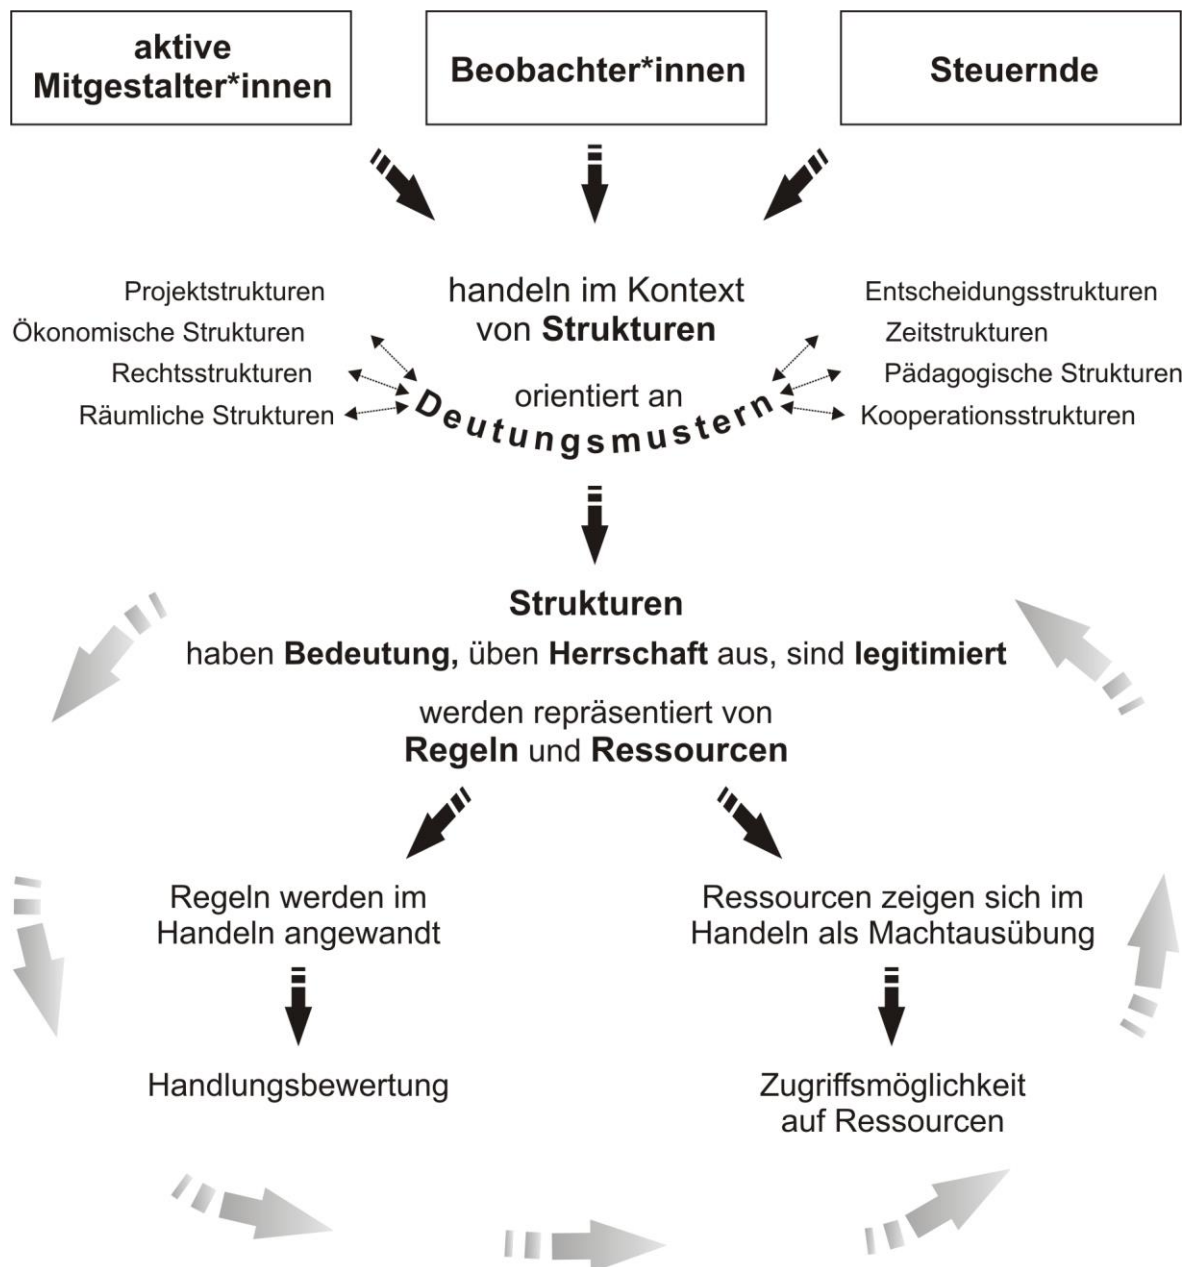 aktive
Mitgestalter*innen
Beobachter*innen
Steuernde
handeln im Kontext
von Strukturen
orientiert an
Deutungsmustern
Projektstrukturen
Ökonomische Strukturen
Rechtsstrukturen
Räumliche Strukturen
Entscheidungsstrukturen
Zeitstrukturen
Pädagogische Strukturen
Kooperationsstrukturen
Strukturen
haben Bedeutung, üben Herrschaft aus, sind legitimiert
werden repräsentiert von
Regeln und Ressourcen
Regeln werden im
Handeln angewandt
Handlungsbewertung
Ressourcen zeigen sich im
Handeln als Machtausübung
Zugriffsmöglichkeit
auf Ressourcen